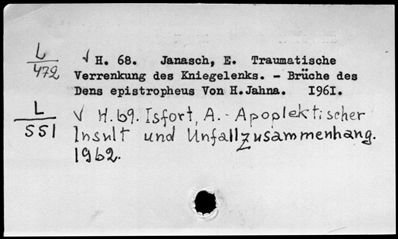 L
472
√ H. 68. Janasch, E. Traumatische
Verrenkung des Kniegelenks. - Brüche des
Dens epistropheus Von H.Jahna. I96I.
L
551
√ H.69. Isfort, A.- Apoplektischer
Insult und Unfallzusammenhang.
1962.